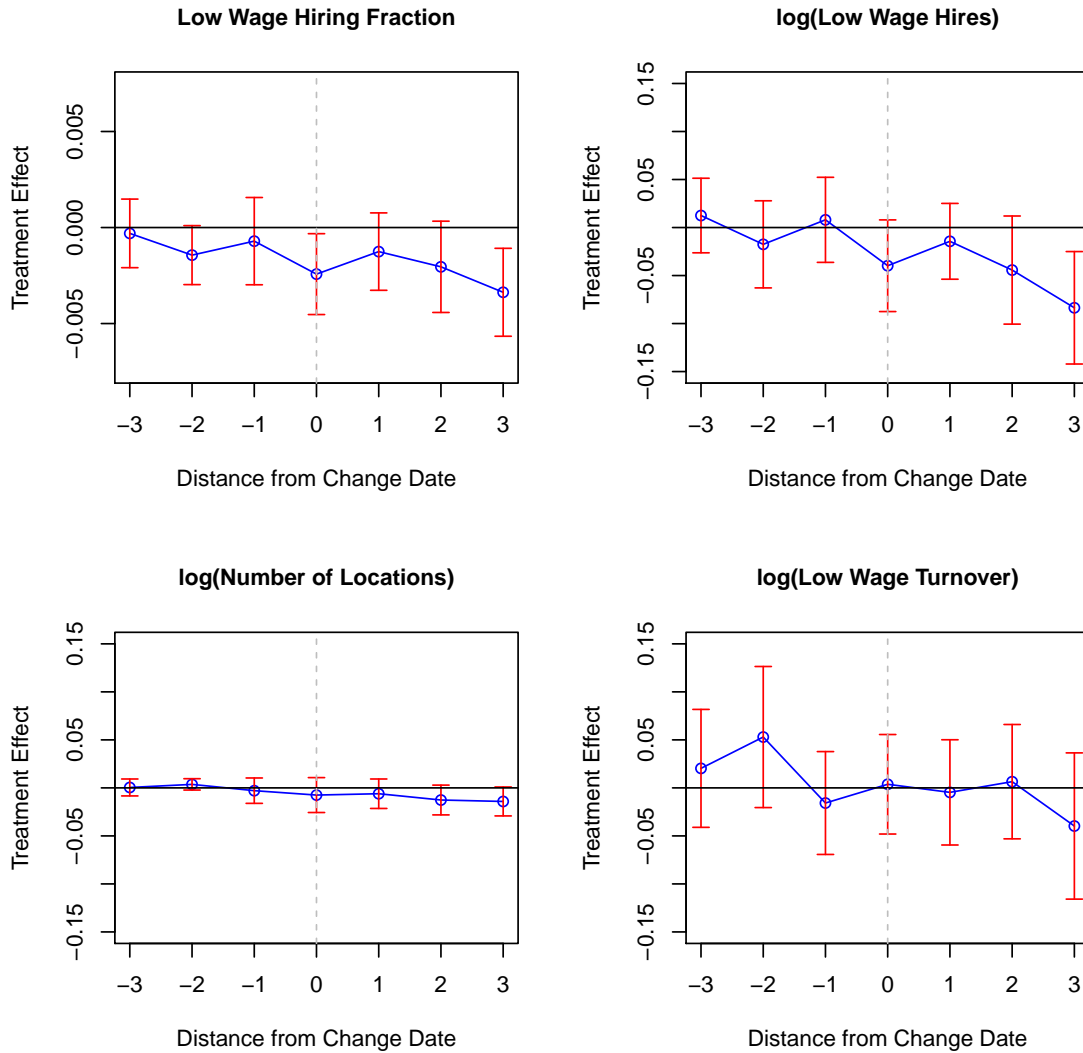 Low Wage Hiring Fraction
Treatment Effect
0.005
0.000
−0.005
−3 −2 −1 0 1 2 3
Distance from Change Date
log(Low Wage Hires)
Treatment Effect
0.15
0.05
−0.05
−0.15
−3 −2 −1 0 1 2 3
Distance from Change Date
log(Number of Locations)
Treatment Effect
0.15
0.05
−0.05
−0.15
−3 −2 −1 0 1 2 3
Distance from Change Date
log(Low Wage Turnover)
Treatment Effect
0.15
0.05
−0.05
−0.15
−3 −2 −1 0 1 2 3
Distance from Change Date